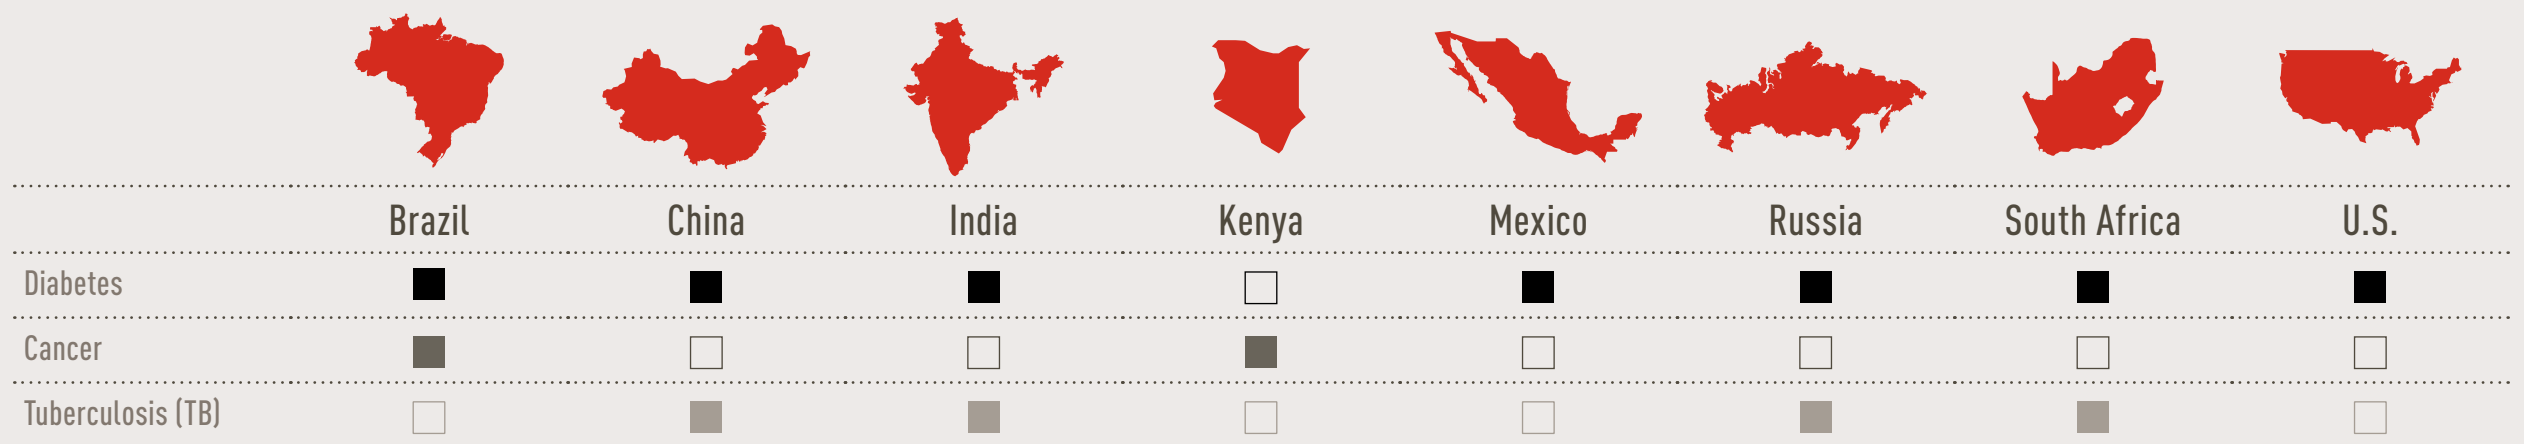 Brazil China India Kenya Mexico Russia South Africa U.S.
Diabetes
Cancer
Tuberculosis (TB)